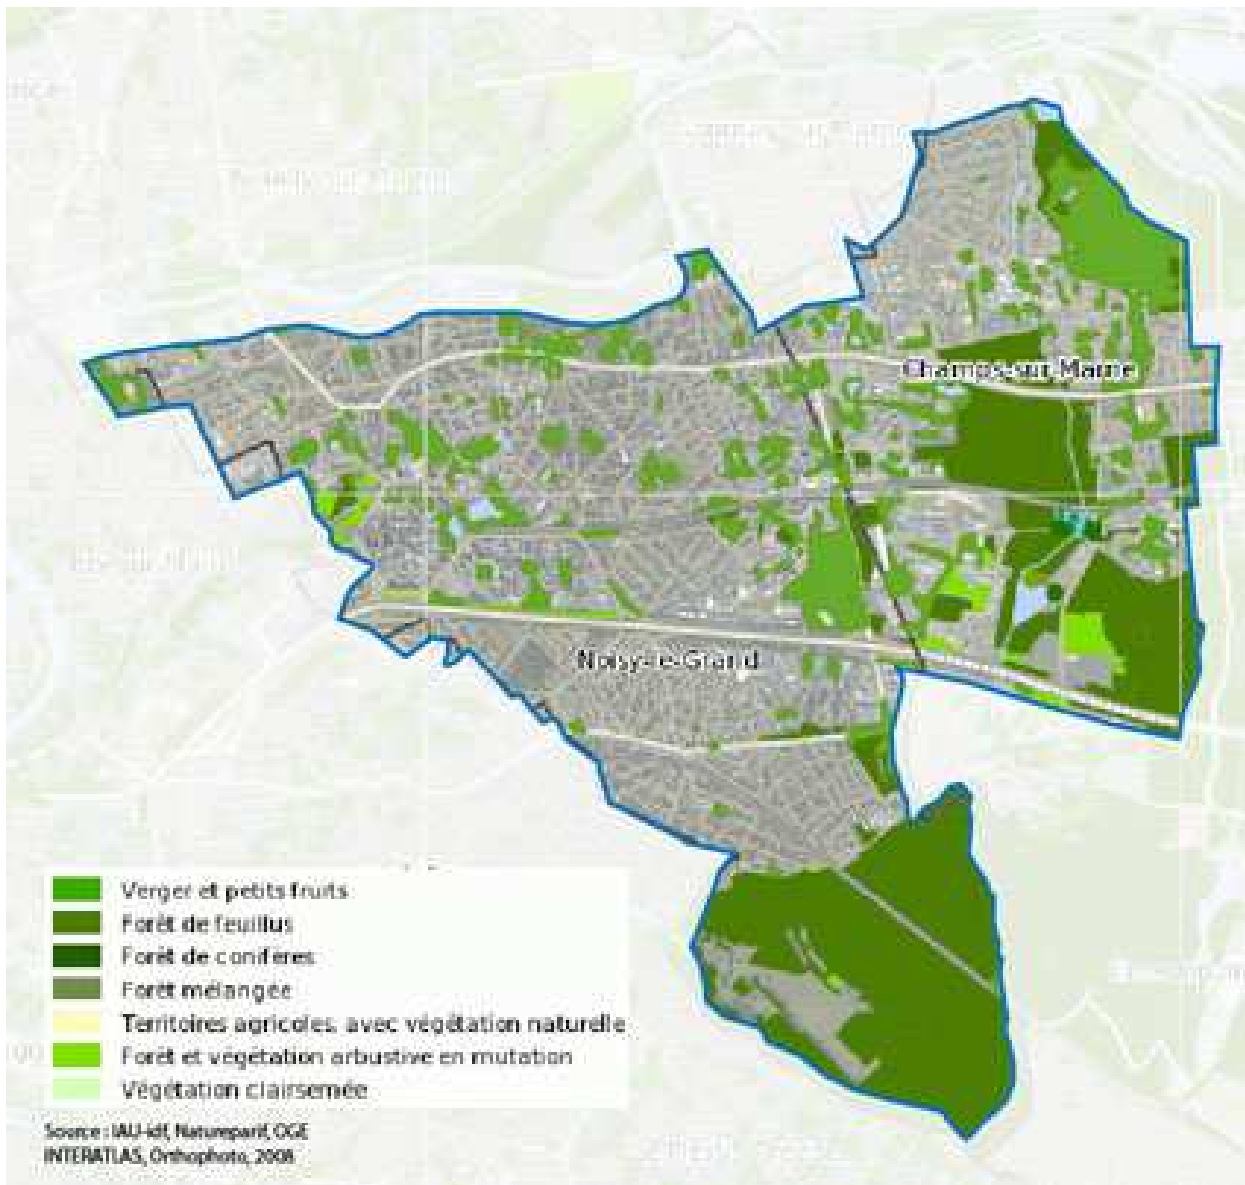 Champs-sur-Marne
Noisy-le-Grand
Verger et petits fruits
Forêt de feuillus
Forêt de conifères
Forêt mélangée
Territoires agricoles, avec végétation naturelle
Forêt et végétation arbustive en mutation
Végétation clairsemée
Source : IAU-idf, Natureparif, OGE
INTERATLAS, Orthophoto, 2008